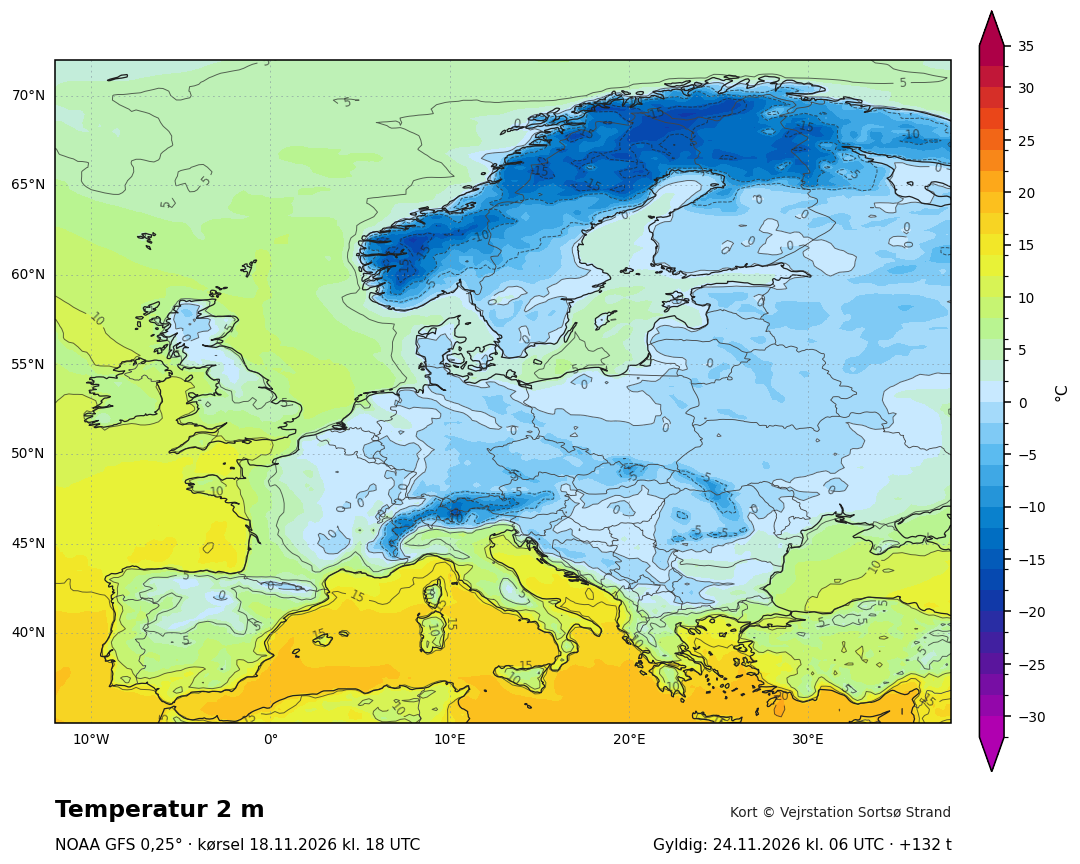 35
30
25
20
15
10
5
0
−5
−10
−15
−20
−25
−30
°C
70°N
65°N
60°N
55°N
50°N
45°N
40°N
10°W 0° 10°E 20°E 30°E
Temperatur 2 m
Kort © Vejrstation Sortsø Strand
NOAA GFS 0,25° · kørsel 18.11.2026 kl. 18 UTC
Gyldig: 24.11.2026 kl. 06 UTC · +132 t